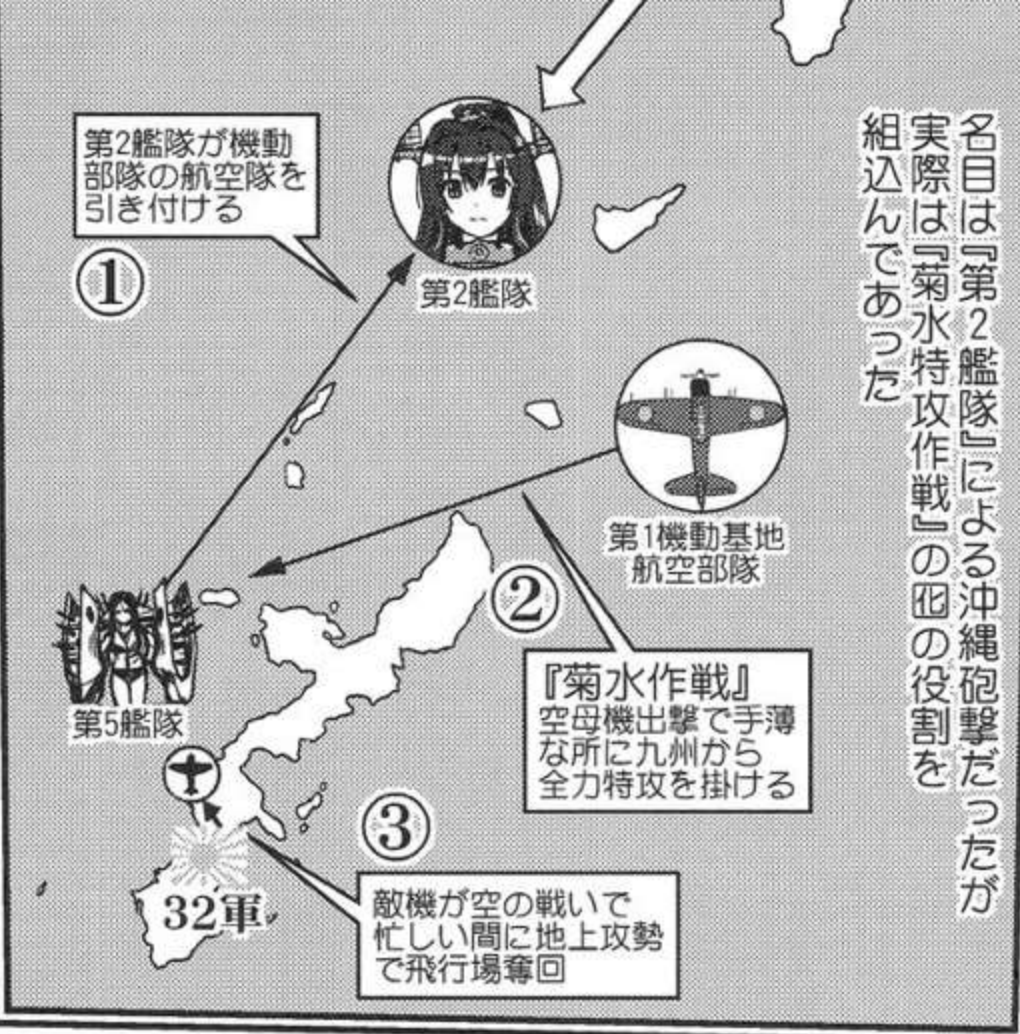 名目は『第2艦隊』による沖縄砲撃だったが
実際は『菊水特攻作戦』の囮の役割を
組込んであった
第2艦隊が機動
部隊の航空隊を
引き付ける
①
第2艦隊
第1機動基地
航空部隊
②
『菊水作戦』
空母機出撃で手薄
な所に九州から
全力特攻を掛ける
第5艦隊
③
敵機が空の戦いで
忙しい間に地上攻勢
で飛行場奪回
32軍